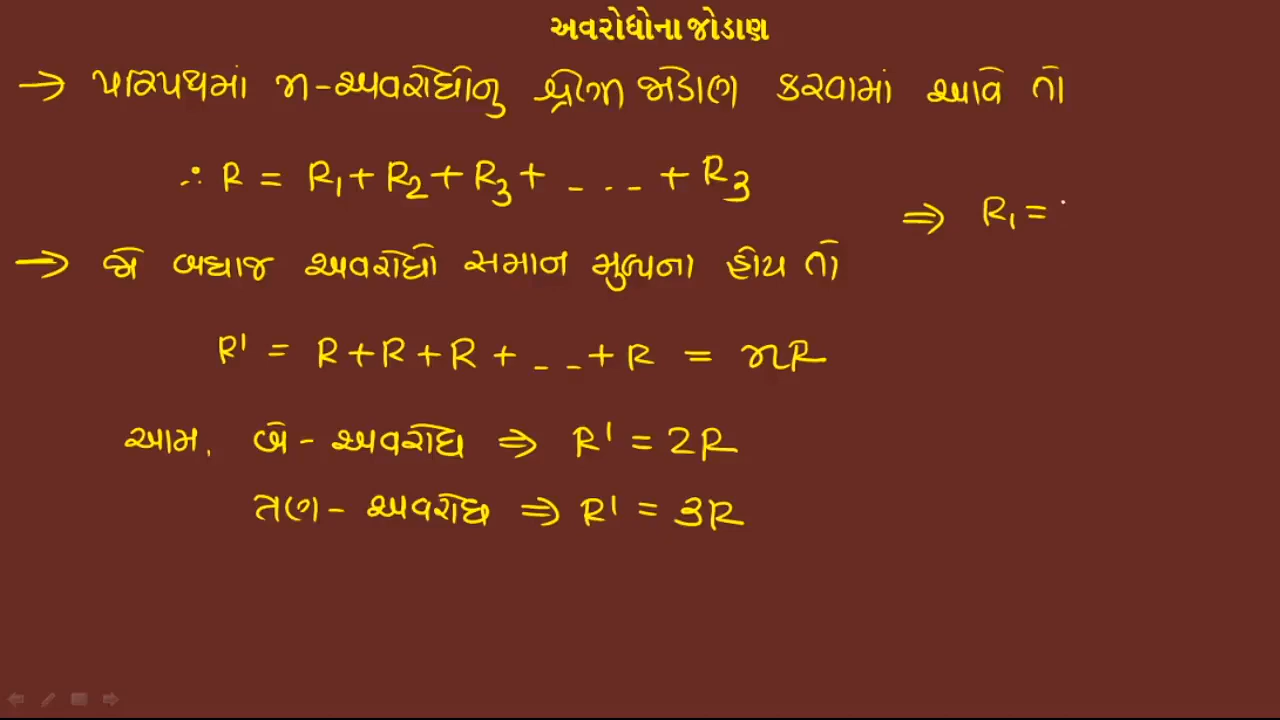 અવરોધોના જોડાણ
→ પરિપથમાં n-અવરોધોનુ શ્રેણી જોડાણ કરવામાં આવે તો
∴ R = R₁ + R₂ + R₃ + _ . . _ + R₃
⇒ R₁ =
→ જો બધાજ અવરોધો સમાન મુલ્યના હોય તો
R' = R + R + R + _ _ + R = nR
આમ. બે - અવરોધ ⇒ R' = 2R
ત્રણ - અવરોધ ⇒ R' = 3R